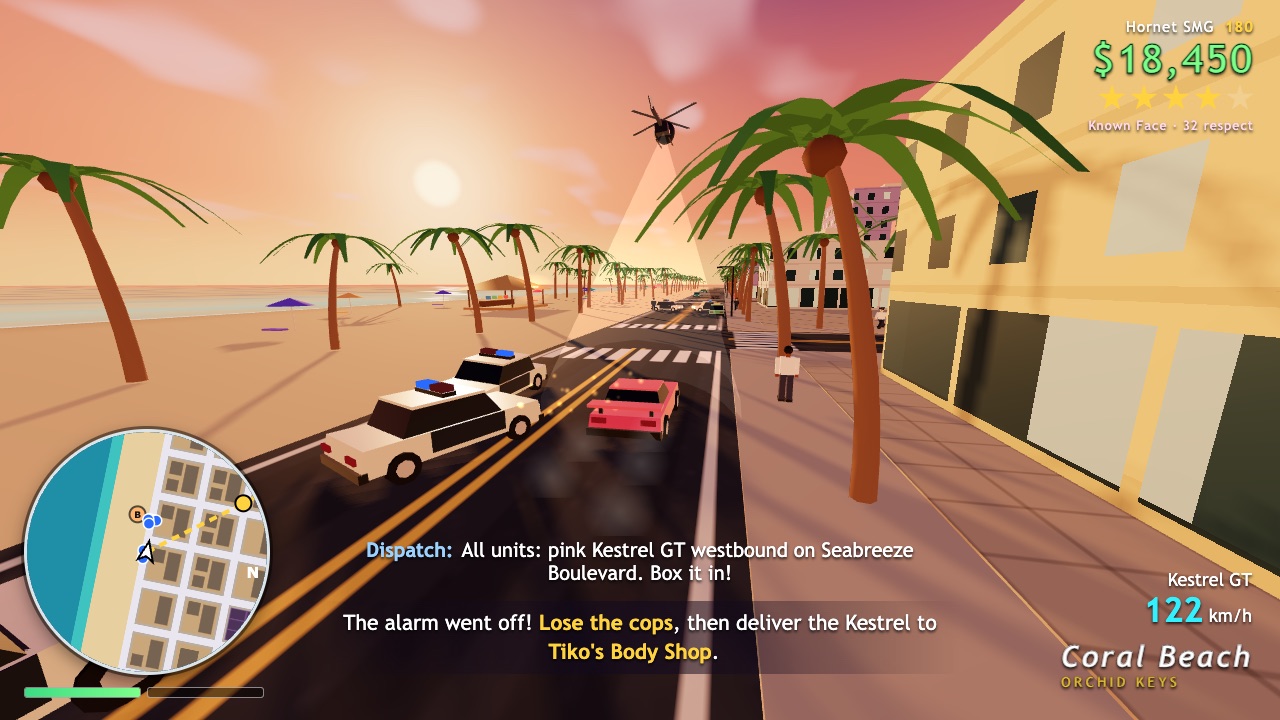 Hornet SMG 180
$18,450
Known Face · 32 respect
B
N
Dispatch: All units: pink Kestrel GT westbound on Seabreeze
Boulevard. Box it in!
The alarm went off! Lose the cops, then deliver the Kestrel to
Tiko's Body Shop.
Kestrel GT
122 km/h
Coral Beach
ORCHID KEYS